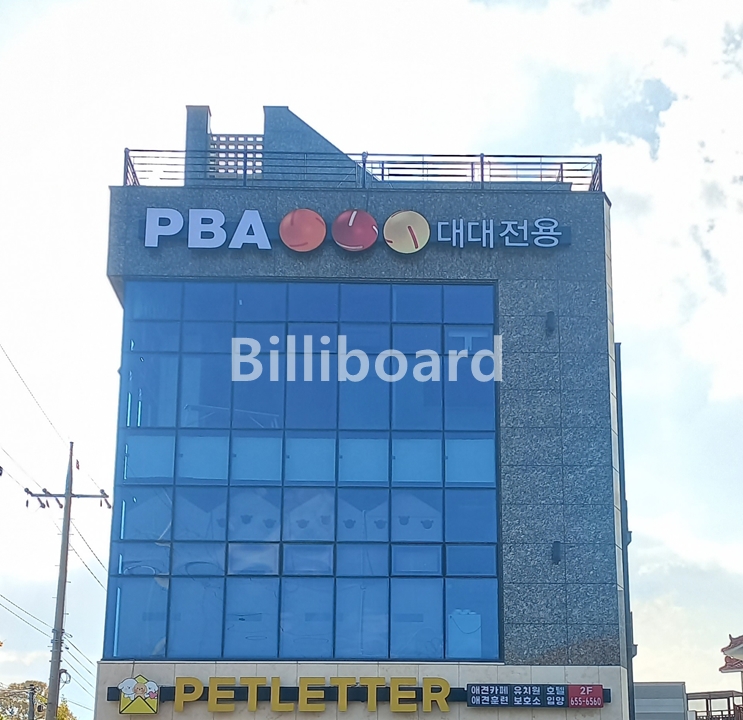 PBA 대대전용
Billiboard
PETLETTER
애견카페 유치원 호텔 2F
애견훈련 보호소 입양 655-6560